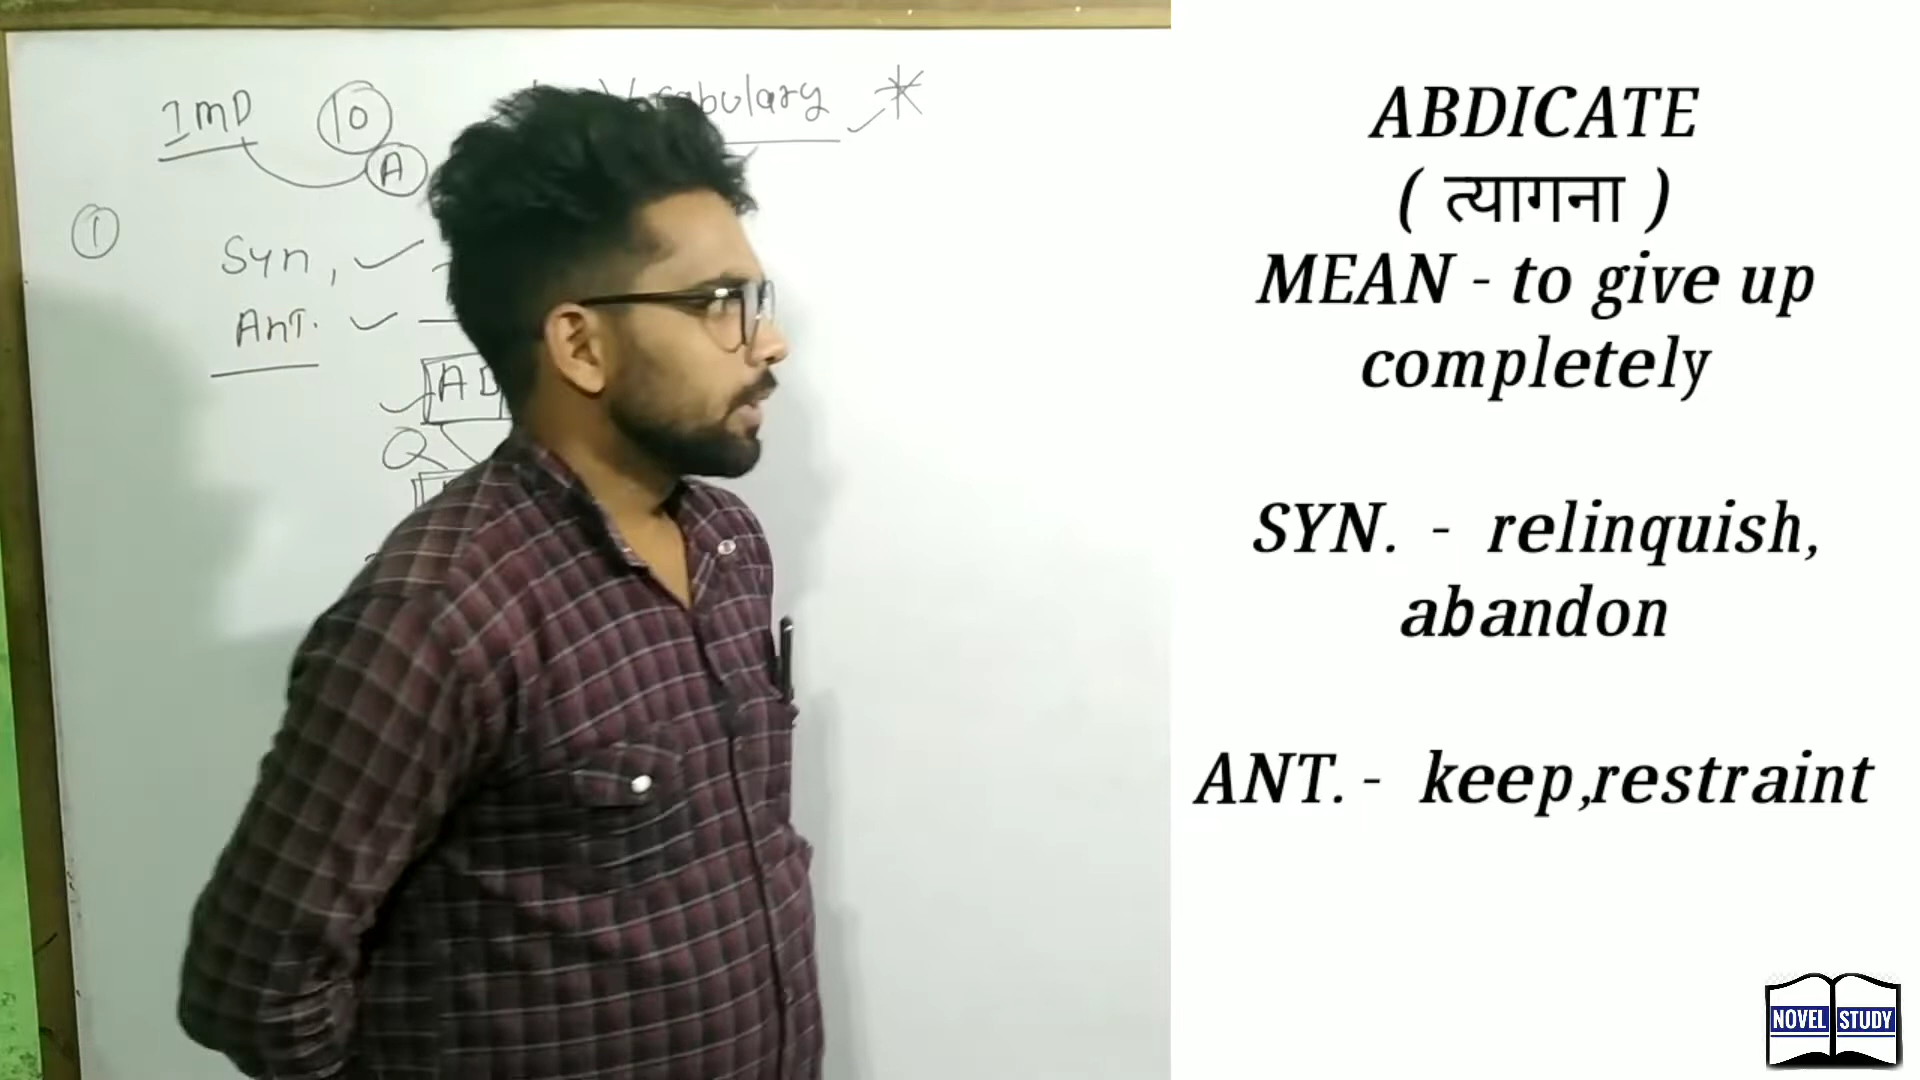 Imp 10 Vocabulary
A
1
Syn,
Ant.
Q
ABDICATE
( त्यागना )
MEAN - to give up
completely
SYN. - relinquish,
abandon
ANT. - keep,restraint
NOVEL STUDY